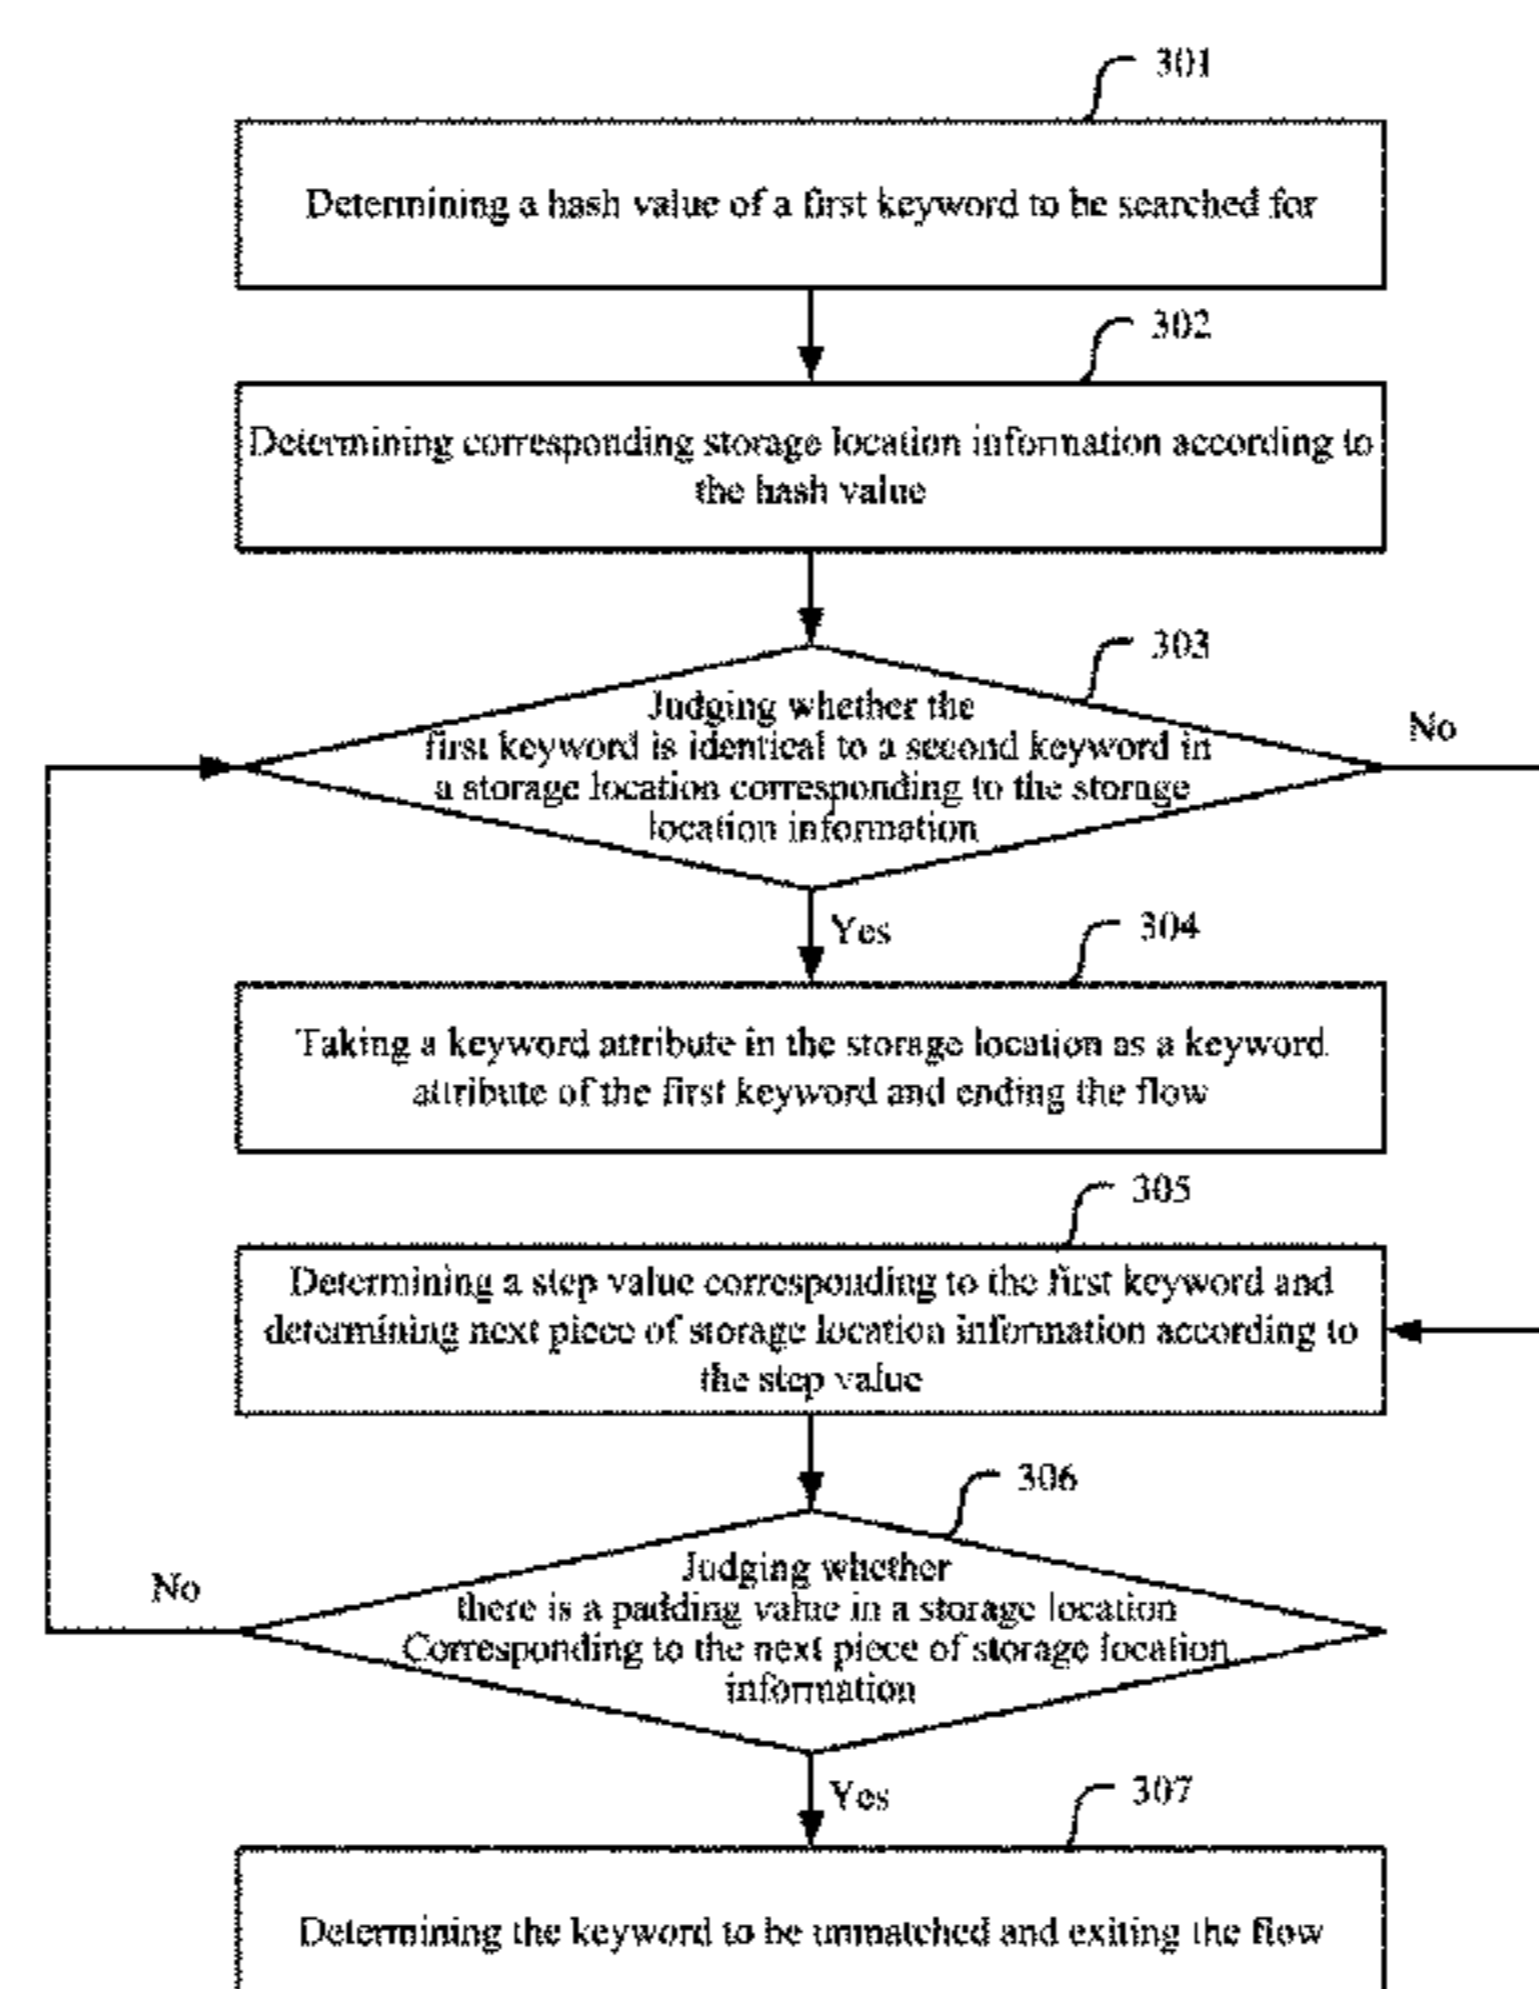 301
Determining a hash value of a first keyword to be searched for
302
Determining corresponding storage location information according to
the hash value
303
Judging whether the
first keyword is identical to a second keyword in
a storage location corresponding to the storage
location information
No
Yes
304
Taking a keyword attribute in the storage location as a keyword
attribute of the first keyword and ending the flow
305
Determining a step value corresponding to the first keyword and
determining next piece of storage location information according to
the step value
306
Judging whether
there is a padding value in a storage location
Corresponding to the next piece of storage location
information
No
Yes
307
Determining the keyword to be unmatched and exiting the flow